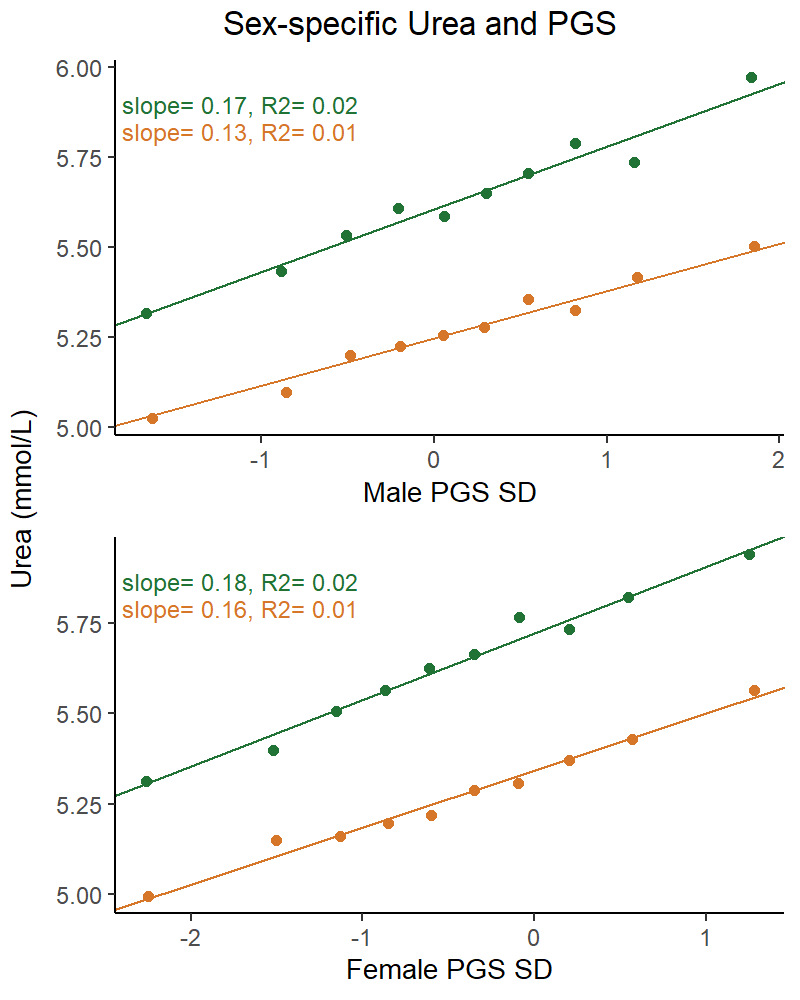 Sex-specific Urea and PGS
6.00
slope= 0.17, R2= 0.02
slope= 0.13, R2= 0.01
5.75
5.50
5.25
5.00
-1 0 1 2
Male PGS SD
Urea (mmol/L)
slope= 0.18, R2= 0.02
slope= 0.16, R2= 0.01
5.75
5.50
5.25
5.00
-2 -1 0 1
Female PGS SD